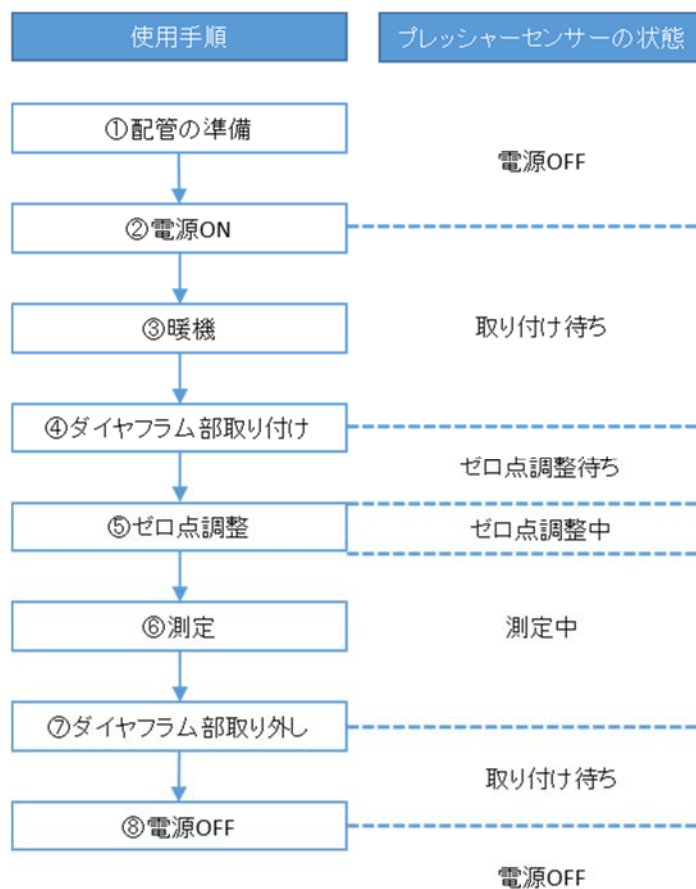 使用手順
プレッシャーセンサーの状態
①配管の準備
電源OFF
②電源ON
③暖機
取り付け待ち
④ダイヤフラム部取り付け
ゼロ点調整待ち
⑤ゼロ点調整
ゼロ点調整中
⑥測定
測定中
⑦ダイヤフラム部取り外し
取り付け待ち
⑧電源OFF
電源OFF